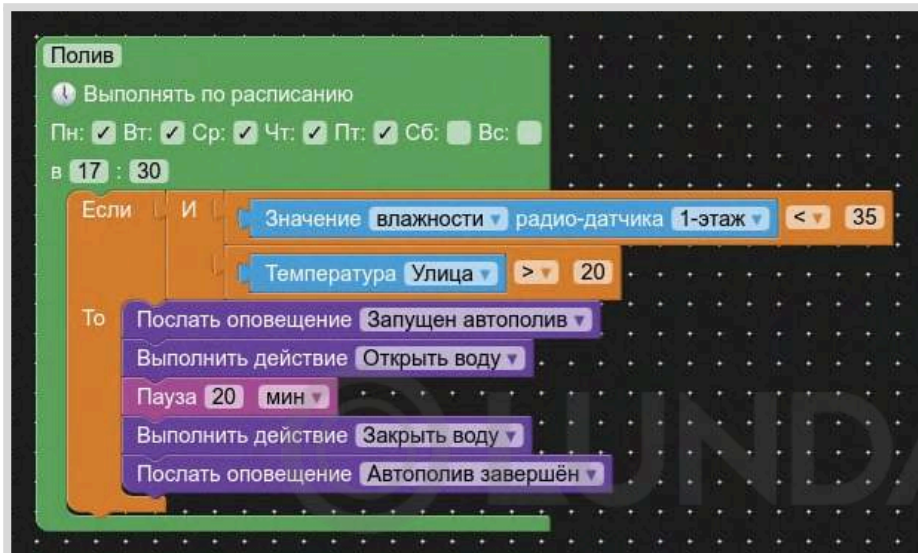 Полив
Выполнять по расписанию
Пн: Вт: Ср: Чт: Пт: Сб: Вс:
в 17 : 30
Если И Значение влажности радио-датчика 1-этаж < 35
Температура Улица > 20
То Послать оповещение Запущен автополив
Выполнить действие Открыть воду
Пауза 20 мин
Выполнить действие Закрыть воду
Послать оповещение Автополив завершён
LUNDA